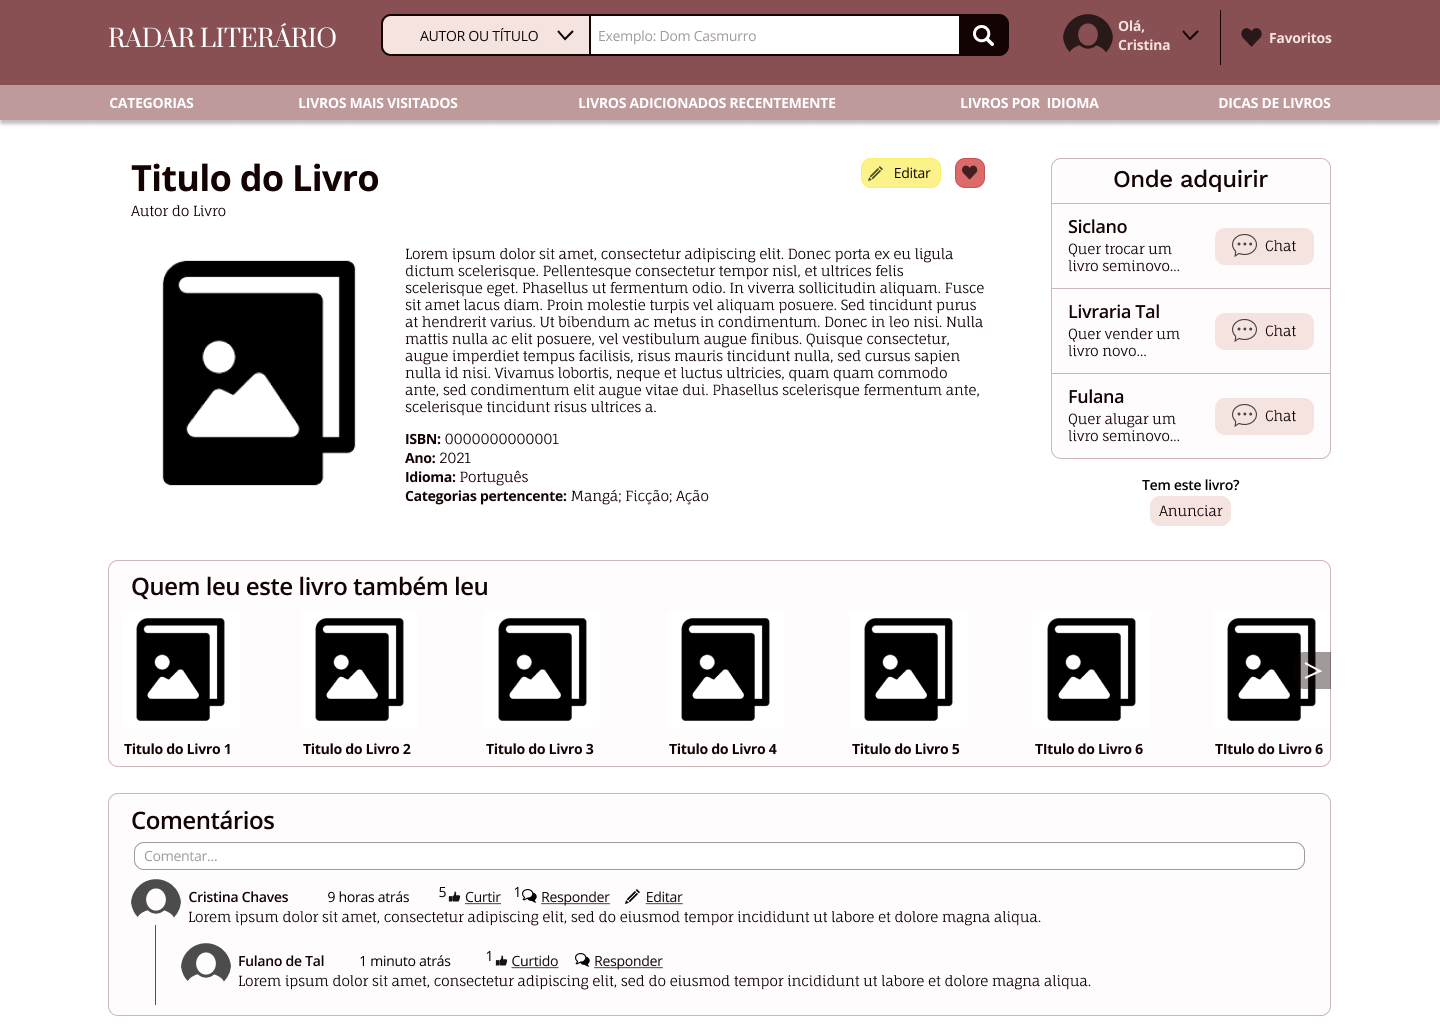 RADAR LITERÁRIO
AUTOR OU TÍTULO
Exemplo: Dom Casmurro
Olá,
Cristina
Favoritos
CATEGORIAS
LIVROS MAIS VISITADOS
LIVROS ADICIONADOS RECENTEMENTE
LIVROS POR  IDIOMA
DICAS DE LIVROS
Titulo do Livro
Autor do Livro
Editar
Lorem ipsum dolor sit amet, consectetur adipiscing elit. Donec porta ex eu ligula
dictum scelerisque. Pellentesque consectetur tempor nisl, et ultrices felis
scelerisque eget. Phasellus ut fermentum odio. In viverra sollicitudin aliquam. Fusce
sit amet lacus diam. Proin molestie turpis vel aliquam posuere. Sed tincidunt purus
at hendrerit varius. Ut bibendum ac metus in condimentum. Donec in leo nisi. Nulla
mattis nulla ac elit posuere, vel vestibulum augue finibus. Quisque consectetur,
augue imperdiet tempus facilisis, risus mauris tincidunt nulla, sed cursus sapien
nulla id nisi. Vivamus lobortis, neque et luctus ultricies, quam quam commodo
ante, sed condimentum elit augue vitae dui. Phasellus scelerisque fermentum ante,
scelerisque tincidunt risus ultrices a.
ISBN: 0000000000001
Ano: 2021
Idioma: Português
Categorias pertencente: Mangá; Ficção; Ação
Onde adquirir
Siclano
Quer trocar um
livro seminovo...
Chat
Livraria Tal
Quer vender um
livro novo...
Chat
Fulana
Quer alugar um
livro seminovo...
Chat
Tem este livro?
Anunciar
Quem leu este livro também leu
>
Titulo do Livro 1
Titulo do Livro 2
Titulo do Livro 3
Titulo do Livro 4
Titulo do Livro 5
TItulo do Livro 6
TItulo do Livro 6
Comentários
Comentar...
Cristina Chaves 9 horas atrás 5 Curtir 1 Responder Editar
Lorem ipsum dolor sit amet, consectetur adipiscing elit, sed do eiusmod tempor incididunt ut labore et dolore magna aliqua.
Fulano de Tal 1 minuto atrás 1 Curtido Responder
Lorem ipsum dolor sit amet, consectetur adipiscing elit, sed do eiusmod tempor incididunt ut labore et dolore magna aliqua.